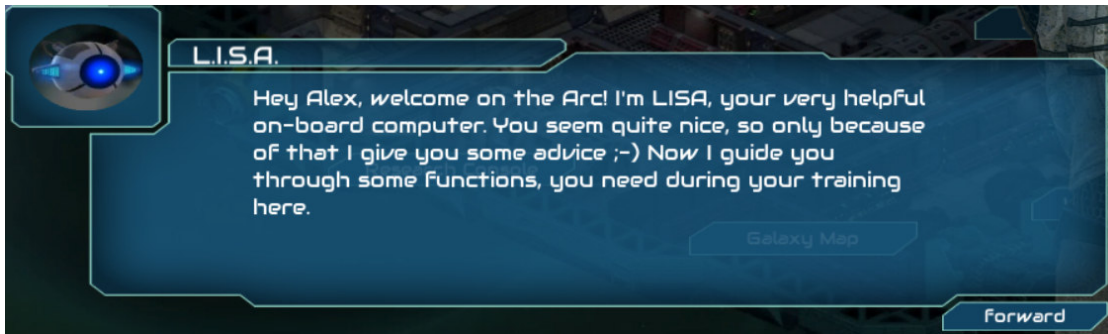 L.I.S.A.
Hey Alex, welcome on the Arc! I'm LISA, your very helpful
on-board computer. You seem quite nice, so only because
of that I give you some advice ;-) Now I guide you
through some functions, you need during your training
here.
Galaxy Map
Forward